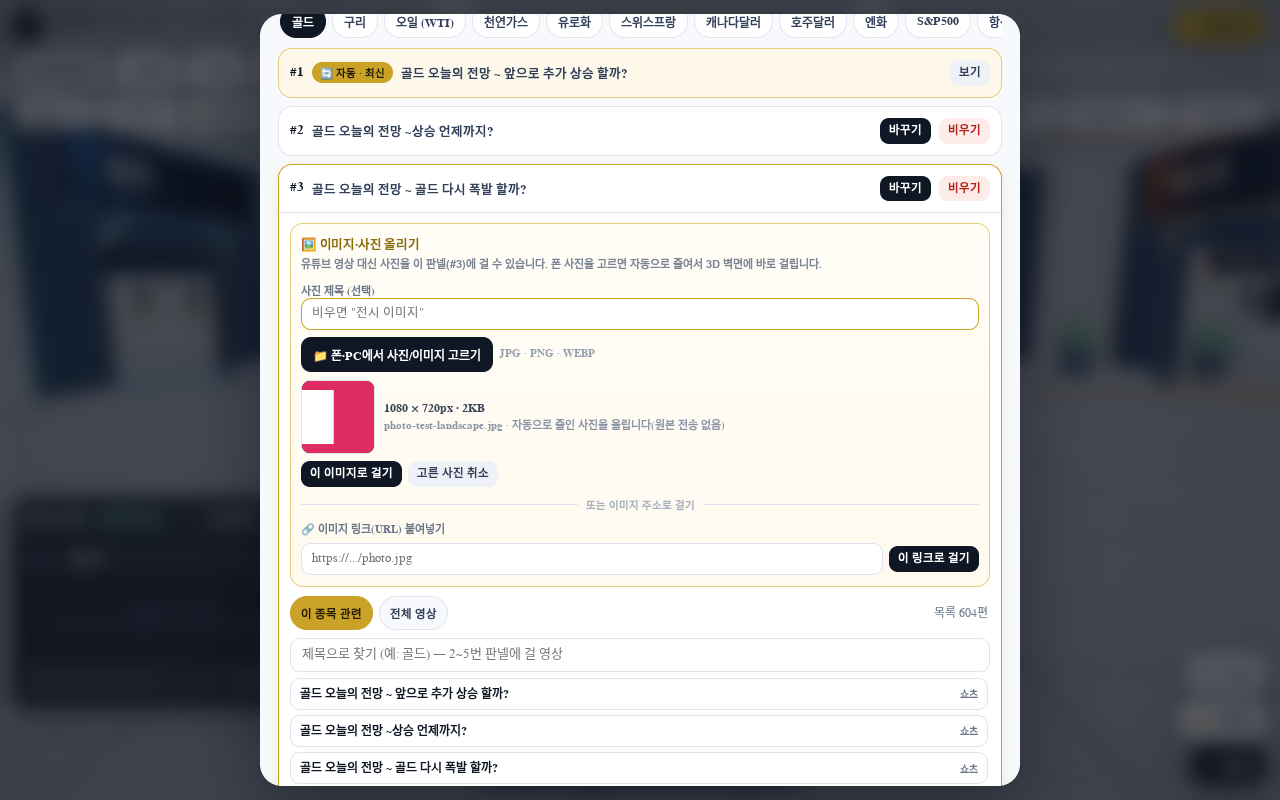 골드 구리 오일 (WTI) 천연가스 유로화 스위스프랑 캐나다달러 호주달러 엔화 S&P500
#1 자동 · 최신 골드 오늘의 전망 ~ 앞으로 추가 상승 할까? 보기
#2 골드 오늘의 전망 ~상승 언제까지? 바꾸기 비우기
#3 골드 오늘의 전망 ~ 골드 다시 폭발 할까? 바꾸기 비우기
이미지·사진 올리기
유튜브 영상 대신 사진을 이 판넬(#3)에 걸 수 있습니다. 폰 사진을 고르면 자동으로 줄여서 3D 벽면에 바로 걸립니다.
사진 제목 (선택)
비우면 "전시 이미지"
폰·PC에서 사진/이미지 고르기 JPG · PNG · WEBP
1080 × 720px · 2KB
photo-test-landscape.jpg · 자동으로 줄인 사진을 올립니다(원본 전송 없음)
이 이미지로 걸기 고른 사진 취소
또는 이미지 주소로 걸기
이미지 링크(URL) 붙여넣기
https://.../photo.jpg 이 링크로 걸기
이 종목 관련 전체 영상 목록 604편
제목으로 찾기 (예: 골드) — 2~5번 판넬에 걸 영상
골드 오늘의 전망 ~ 앞으로 추가 상승 할까? 쇼츠
골드 오늘의 전망 ~상승 언제까지? 쇼츠
골드 오늘의 전망 ~ 골드 다시 폭발 할까? 쇼츠